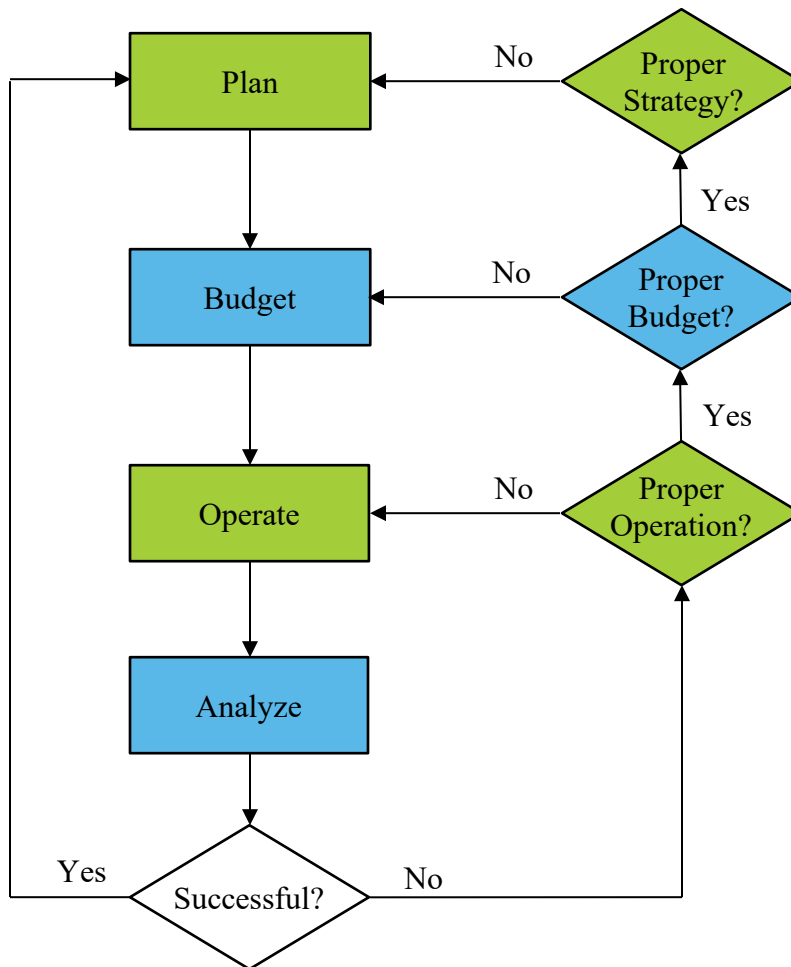 No
Proper
Strategy?
Plan
Yes
No
Proper
Budget?
Budget
Yes
No
Proper
Operation?
Operate
Analyze
Yes
Successful?
No